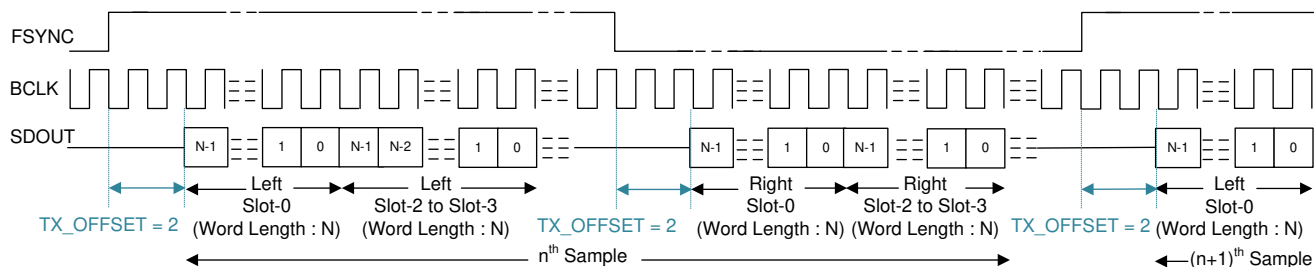 FSYNC
BCLK
SDOUT
N-1 1 0 N-1 N-2 1 0 N-1 1 0 N-1 1 0 N-1 1 0
Left Left Right Right Left
Slot-0 Slot-2 to Slot-3 Slot-0 Slot-2 to Slot-3 Slot-0
TX_OFFSET = 2 (Word Length : N) (Word Length : N) TX_OFFSET = 2 (Word Length : N) (Word Length : N) TX_OFFSET = 2 (Word Length : N)
nth Sample (n+1)th Sample